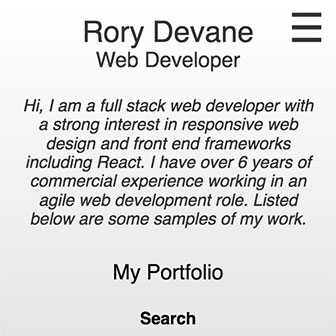 Rory Devane
Web Developer
Hi, I am a full stack web developer with
a strong interest in responsive web
design and front end frameworks
including React. I have over 6 years of
commercial experience working in an
agile web development role. Listed
below are some samples of my work.
My Portfolio
Search